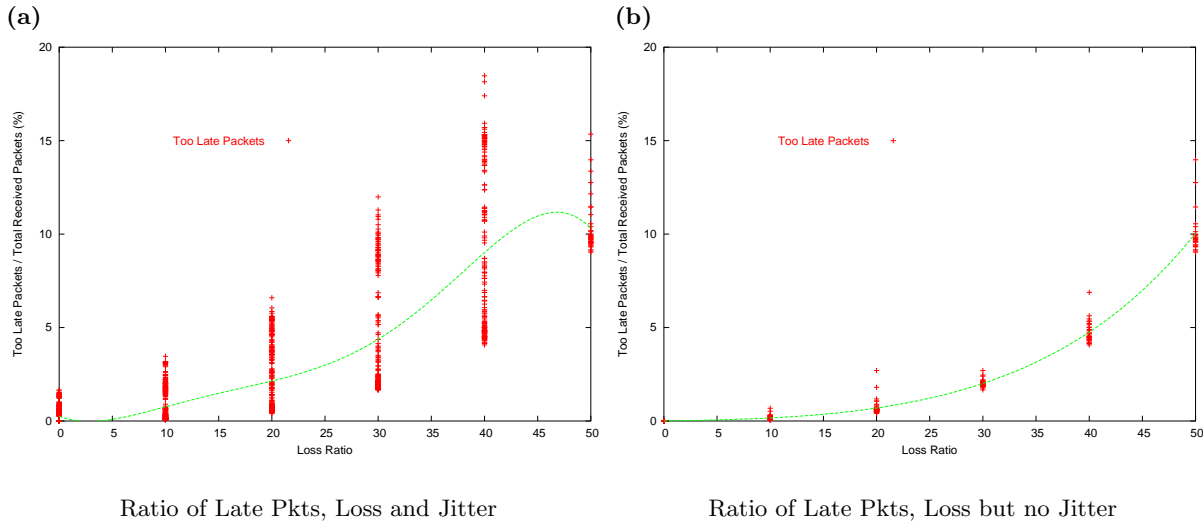 (a)
Too Late Packets / Total Received Packets (%)
20
15
10
5
0
Too Late Packets
0 5 10 15 20 25 30 35 40 45 50
Loss Ratio
Ratio of Late Pkts, Loss and Jitter
(b)
Too Late Packets / Total Received Packets (%)
20
15
10
5
0
Too Late Packets
0 5 10 15 20 25 30 35 40 45 50
Loss Ratio
Ratio of Late Pkts, Loss but no Jitter